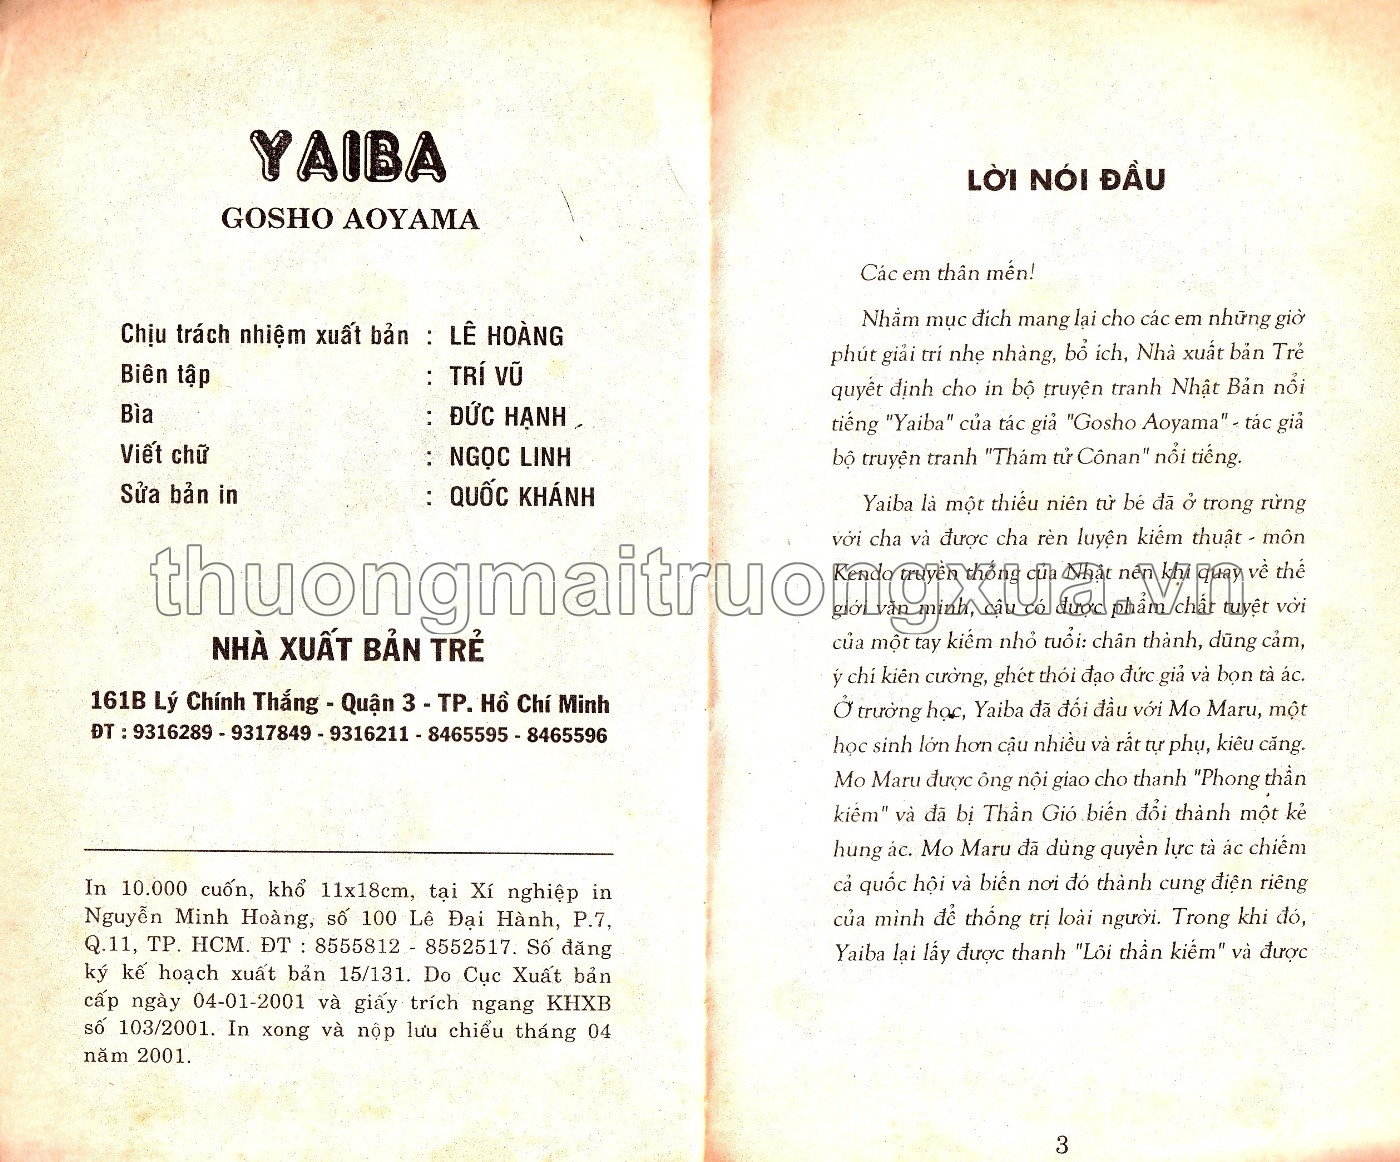 YAIBA
GOSHO AOYAMA
Chịu trách nhiệm xuất bản : LÊ HOÀNG
Biên tập : TRÍ VŨ
Bìa : ĐỨC HẠNH
Viết chữ : NGỌC LINH
Sửa bản in : QUỐC KHÁNH
thuongmaitruongxua.vn
NHÀ XUẤT BẢN TRẺ
161B Lý Chính Thắng - Quận 3 - TP. Hồ Chí Minh
ĐT : 9316289 - 9317849 - 9316211 - 8465595 - 8465596
In 10.000 cuốn, khổ 11x18cm, tại Xí nghiệp in
Nguyễn Minh Hoàng, số 100 Lê Đại Hành, P.7,
Q.11, TP. HCM. ĐT : 8555812 - 8552517. Số đăng
ký kế hoạch xuất bản 15/131. Do Cục Xuất bản
cấp ngày 04-01-2001 và giấy trích ngang KHXB
số 103/2001. In xong và nộp lưu chiểu tháng 04
năm 2001.
LỜI NÓI ĐẦU
Các em thân mến!
Nhằm mục đích mang lại cho các em những giờ
phút giải trí nhẹ nhàng, bổ ích, Nhà xuất bản Trẻ
quyết định cho in bộ truyện tranh Nhật Bản nổi
tiếng "Yaiba" của tác giả "Gosho Aoyama" - tác giả
bộ truyện tranh "Thám tử Cônan" nổi tiếng.
Yaiba là một thiếu niên từ bé đã ở trong rừng
với cha và được cha rèn luyện kiếm thuật - môn
Kendo truyền thống của Nhật nên khi quay về thế
giới văn minh, cậu có được phẩm chất tuyệt vời
của một tay kiếm nhỏ tuổi: chân thành, dũng cảm,
ý chí kiên cường, ghét thói đạo đức giả và bọn tà ác.
Ở trường học, Yaiba đã đối đầu với Mo Maru, một
học sinh lớn hơn cậu nhiều và rất tự phụ, kiêu căng.
Mo Maru được ông nội giao cho thanh "Phong thần
kiếm" và đã bị Thần Gió biến đổi thành một kẻ
hung ác. Mo Maru đã dùng quyền lực tà ác chiếm
cả quốc hội và biến nơi đó thành cung điện riêng
của mình để thống trị loài người. Trong khi đó,
Yaiba lại lấy được thanh "Lôi thần kiếm" và được
3